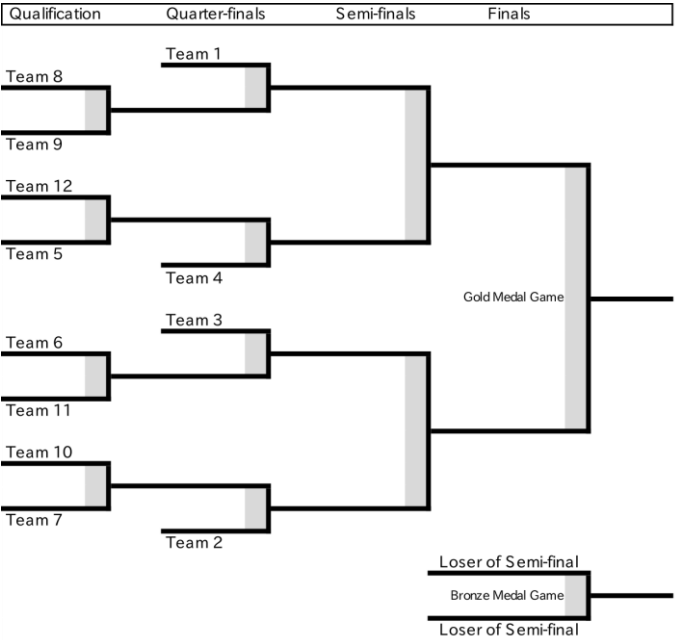 Qualification Quarter-finals Semi-finals Finals
Team 1
Team 8
Team 9
Team 12
Team 5
Team 4
Gold Medal Game
Team 3
Team 6
Team 11
Team 10
Team 7
Team 2
Loser of Semi-final
Bronze Medal Game
Loser of Semi-final